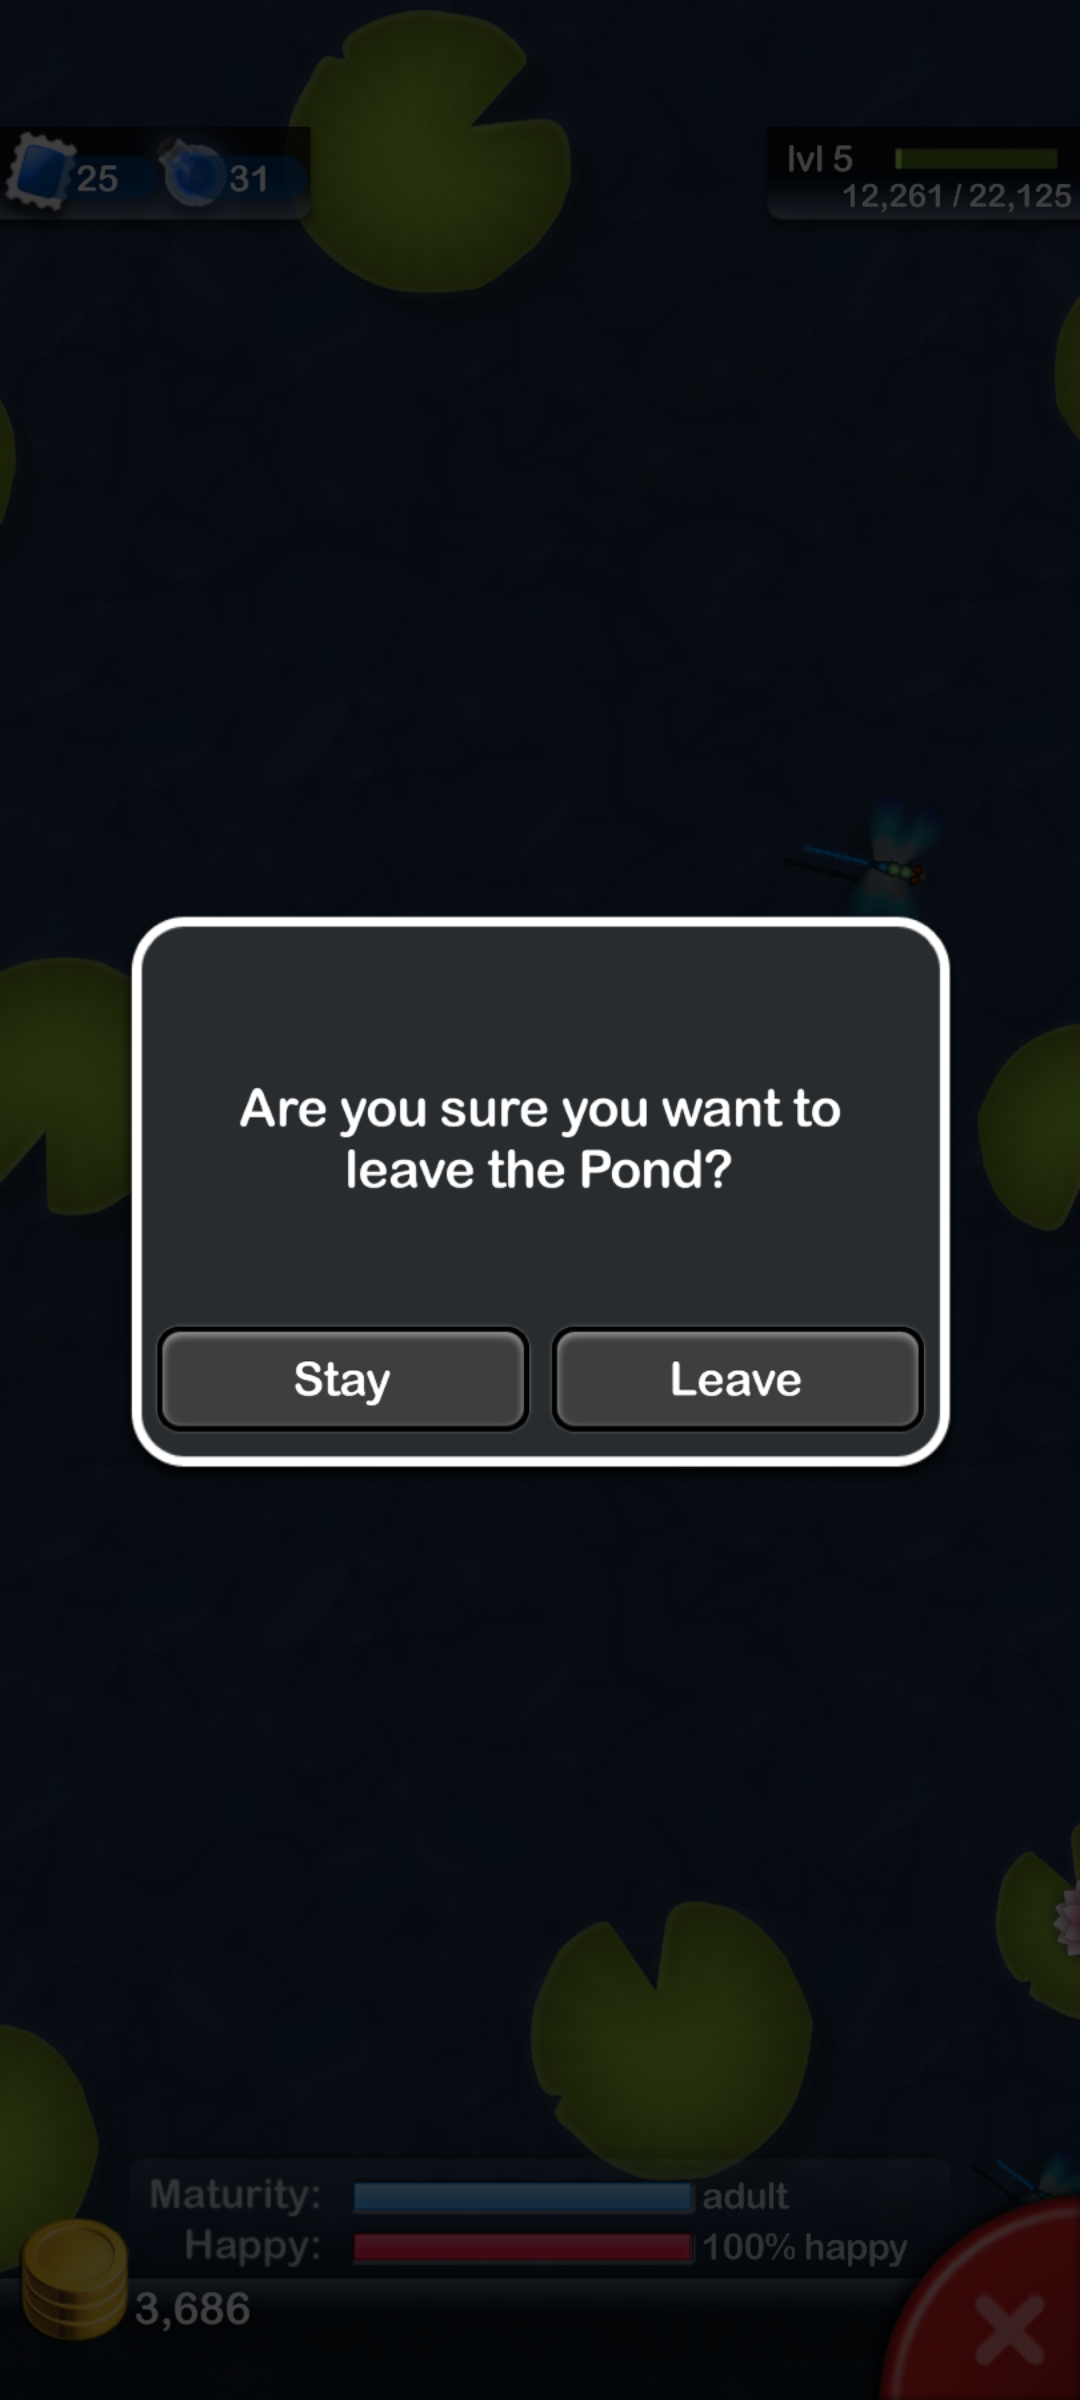 25 31
lvl 5
12,261 / 22,125
Are you sure you want to
leave the Pond?
Stay Leave
Maturity: adult
Happy: 100% happy
3,686